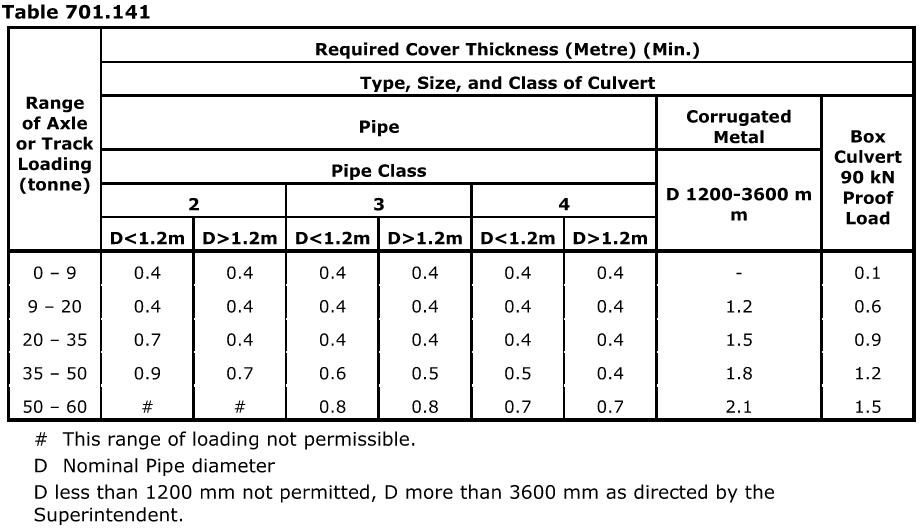 Table 701.141
Range of Axle or Track Loading (tonne)
Required Cover Thickness (Metre) (Min.)
Type, Size, and Class of Culvert
Pipe
Corrugated Metal
Box Culvert 90 kN Proof Load
Pipe Class
D 1200-3600 m m
2 3 4
D<1.2m D>1.2m D<1.2m D>1.2m D<1.2m D>1.2m
0 – 9 0.4 0.4 0.4 0.4 0.4 0.4 - 0.1
9 – 20 0.4 0.4 0.4 0.4 0.4 0.4 1.2 0.6
20 – 35 0.7 0.4 0.4 0.4 0.4 0.4 1.5 0.9
35 – 50 0.9 0.7 0.6 0.5 0.5 0.4 1.8 1.2
50 – 60 # # 0.8 0.8 0.7 0.7 2.1 1.5
# This range of loading not permissible.
D Nominal Pipe diameter
D less than 1200 mm not permitted, D more than 3600 mm as directed by the
Superintendent.